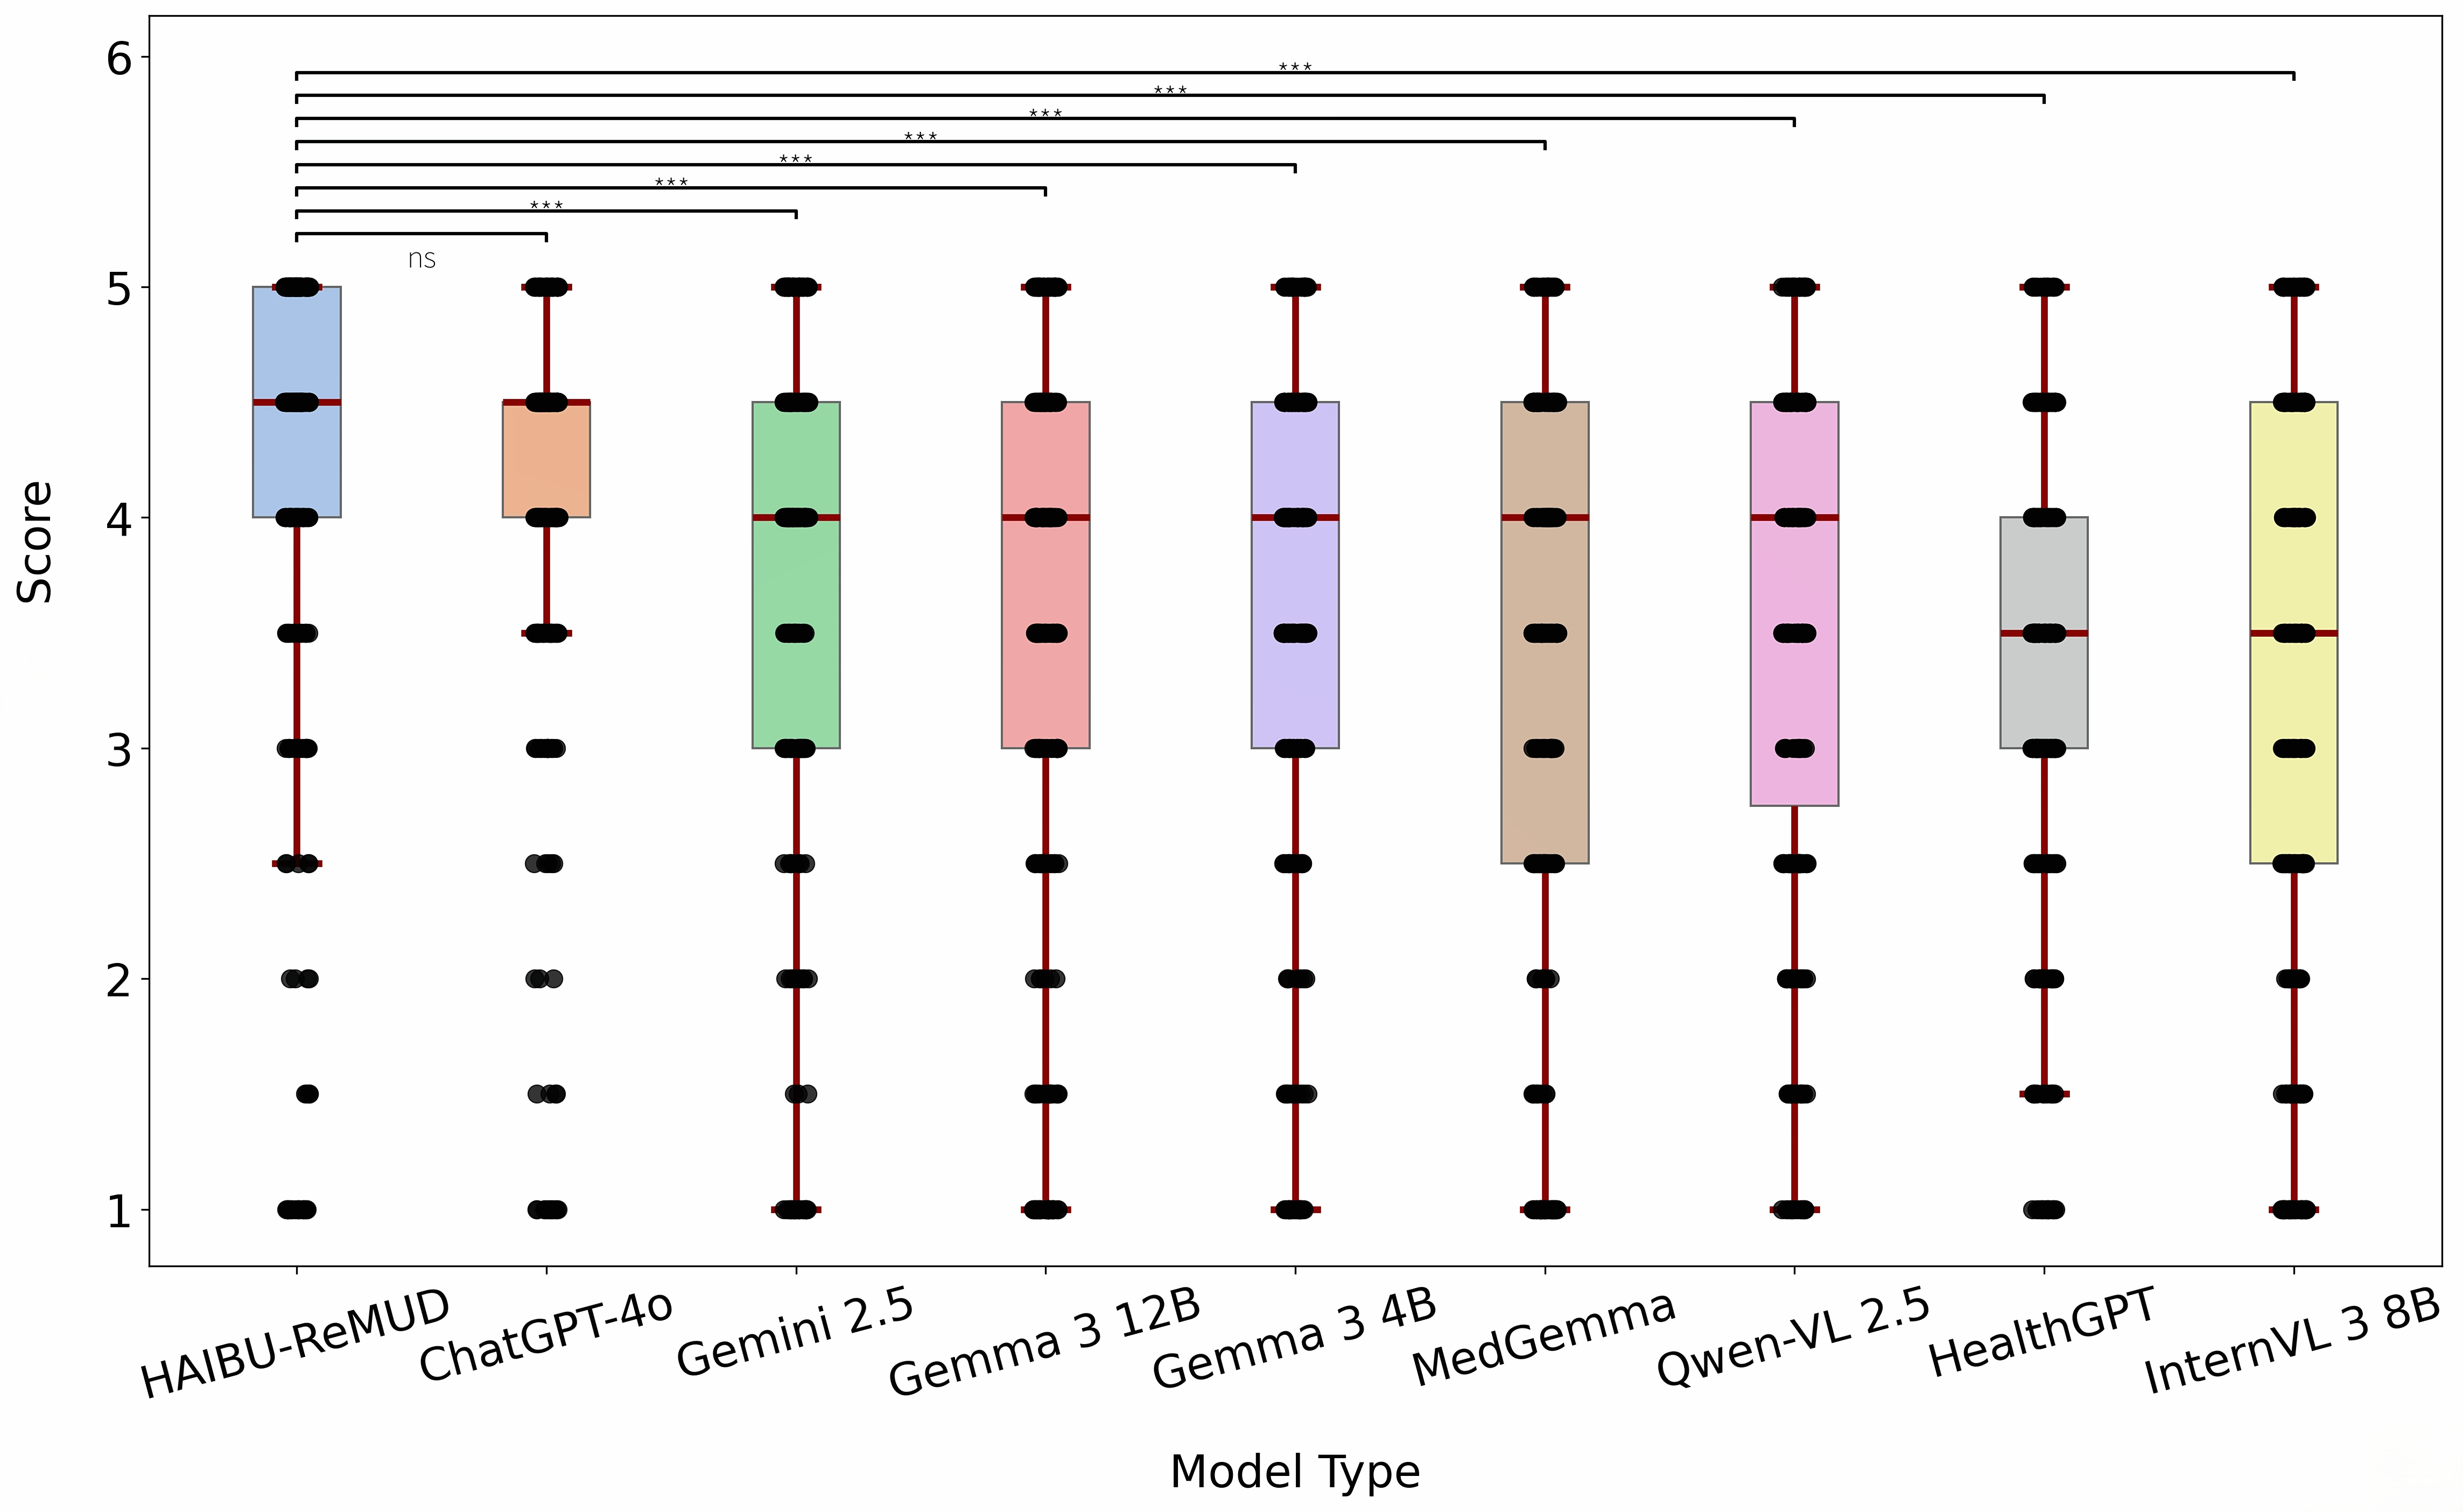 6
***
***
***
***
***
***
***
ns
5
4
3
2
1
Score
HAIBU-ReMUD
ChatGPT-4o
Gemini 2.5
Gemma 3 12B
Gemma 3 4B
MedGemma
Qwen-VL 2.5
HealthGPT
InternVL 3 8B
Model Type